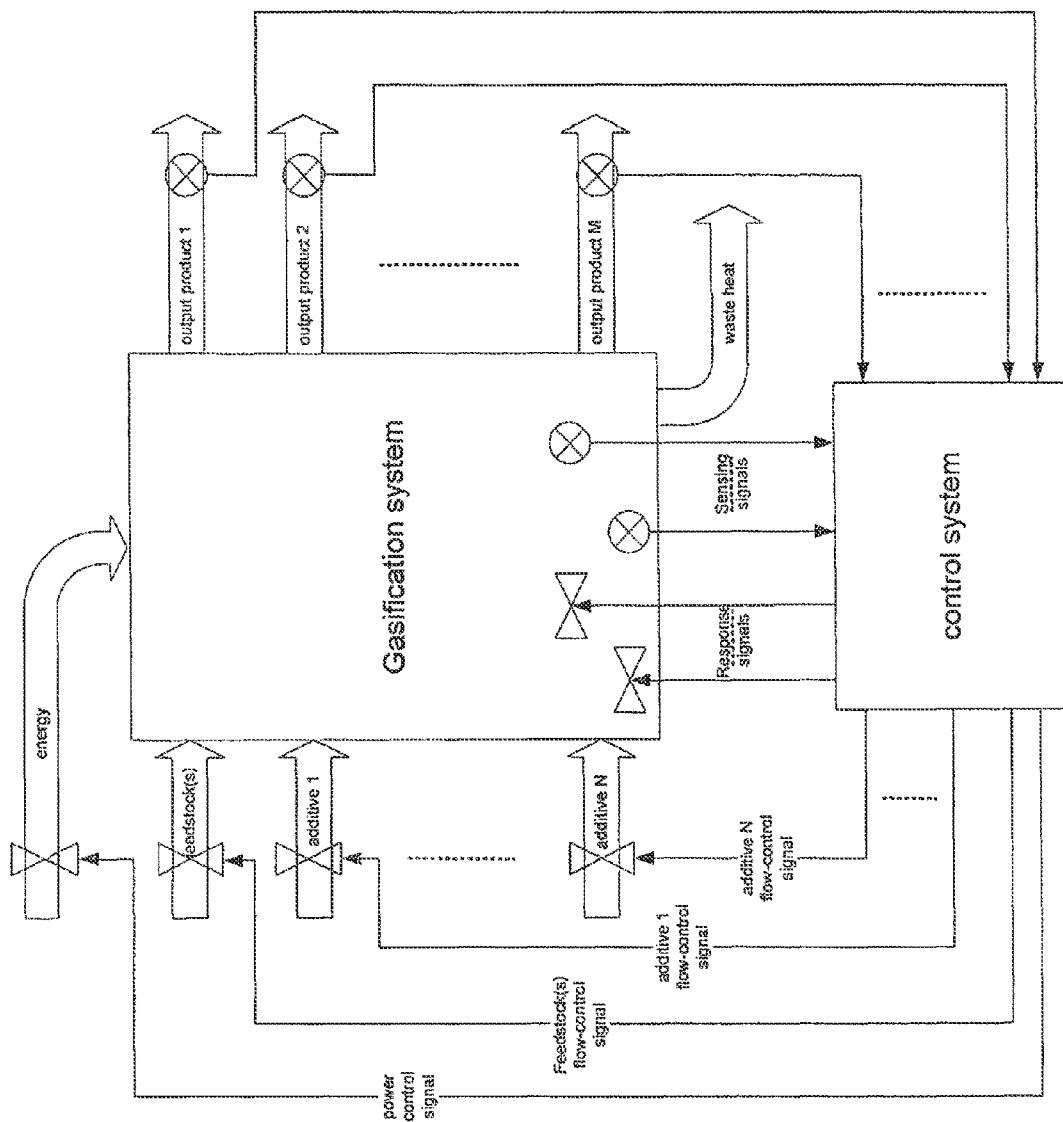 energy
feedstock(s)
additive 1
additive N
Gasification system
output product 1
output product 2
output product M
waste heat
Sensing
signals
Response
signals
control system
additive N
flow-control
signal
additive 1
flow-control
signal
Feedstock(s)
flow-control
signal
power
control
signal